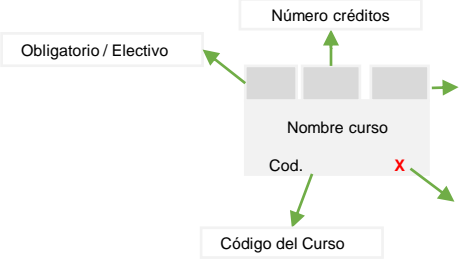 Número créditos
Obligatorio / Electivo
Nombre curso
Cod. X
Código del Curso